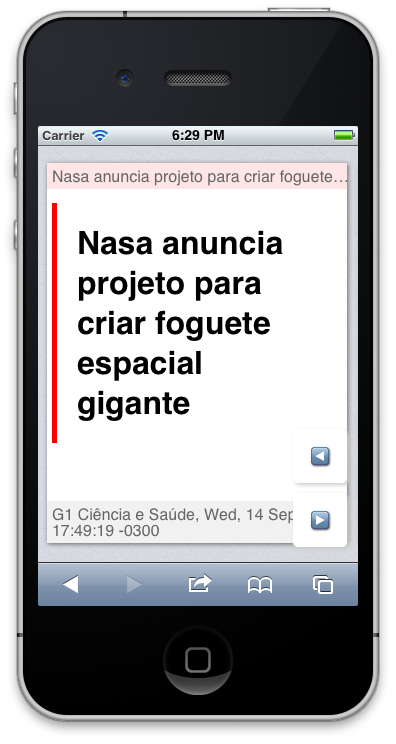 Carrier 6:29 PM
Nasa anuncia projeto para criar foguete…
Nasa anuncia
projeto para
criar foguete
espacial
gigante
G1 Ciência e Saúde, Wed, 14 Sep
17:49:19 -0300